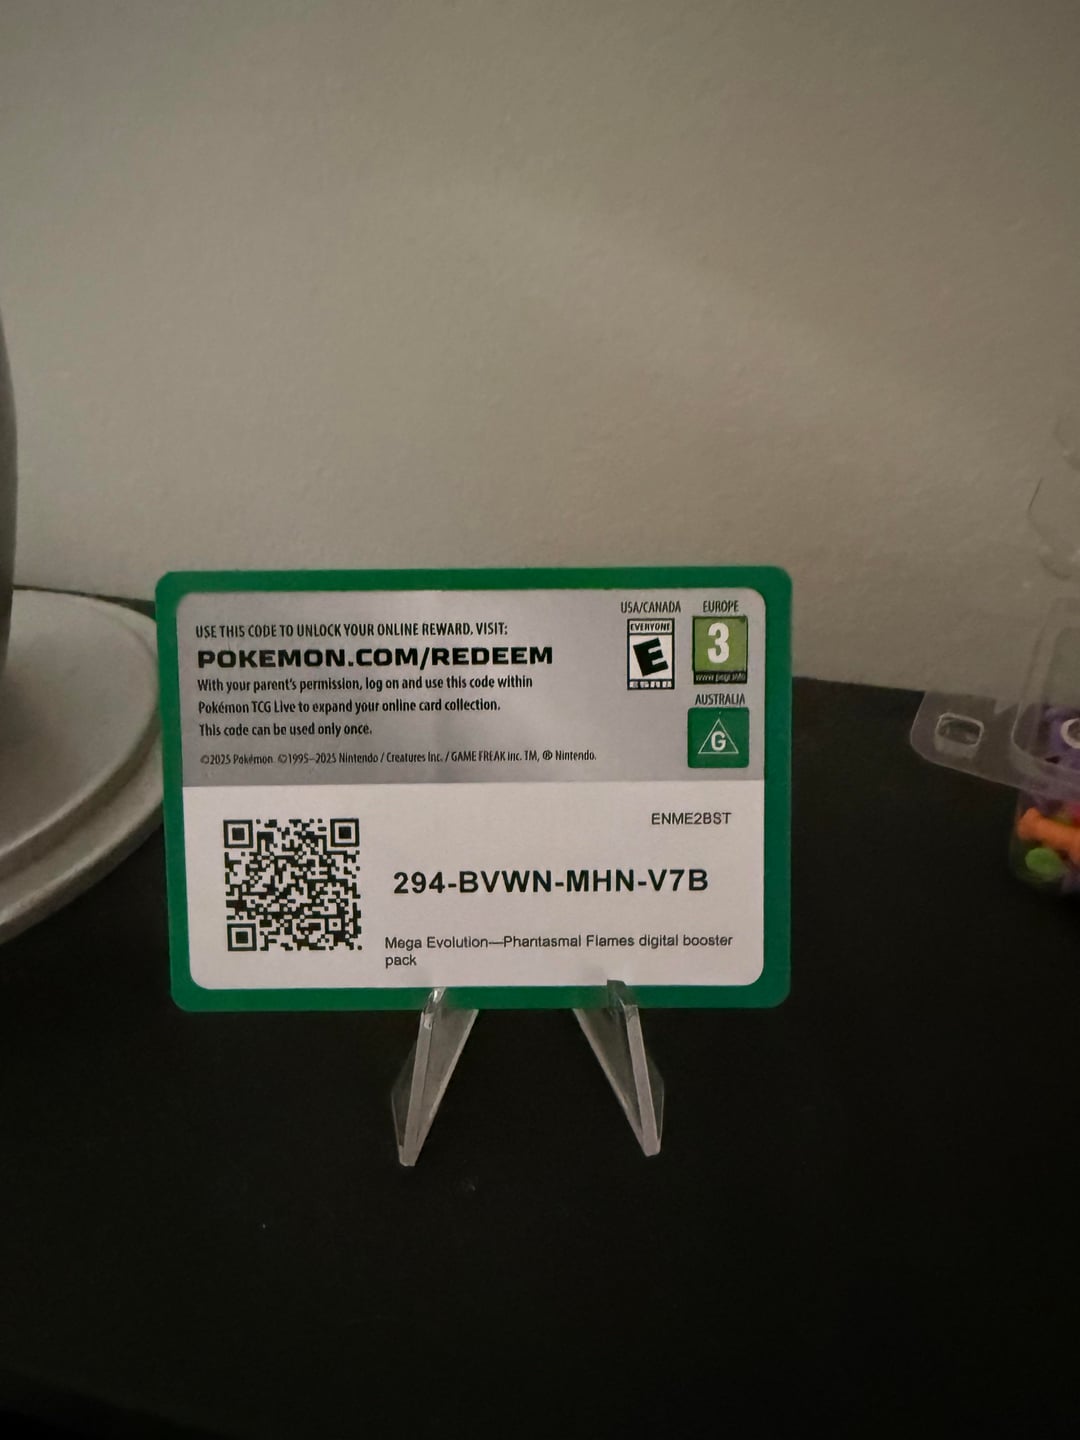 USE THIS CODE TO UNLOCK YOUR ONLINE REWARD, VISIT:
POKEMON.COM/REDEEM
With your parent's permission, log on and use this code within
Pokémon TCG Live to expand your online card collection.
This code can be used only once.
©2025 Pokémon. ©1995–2025 Nintendo / Creatures Inc. / GAME FREAK inc. TM, ® Nintendo.
USA/CANADA
EVERYONE
E
ESRB
EUROPE
3
www.pegi.info
AUSTRALIA
G
ENME2BST
294-BVWN-MHN-V7B
Mega Evolution—Phantasmal Flames digital booster
pack